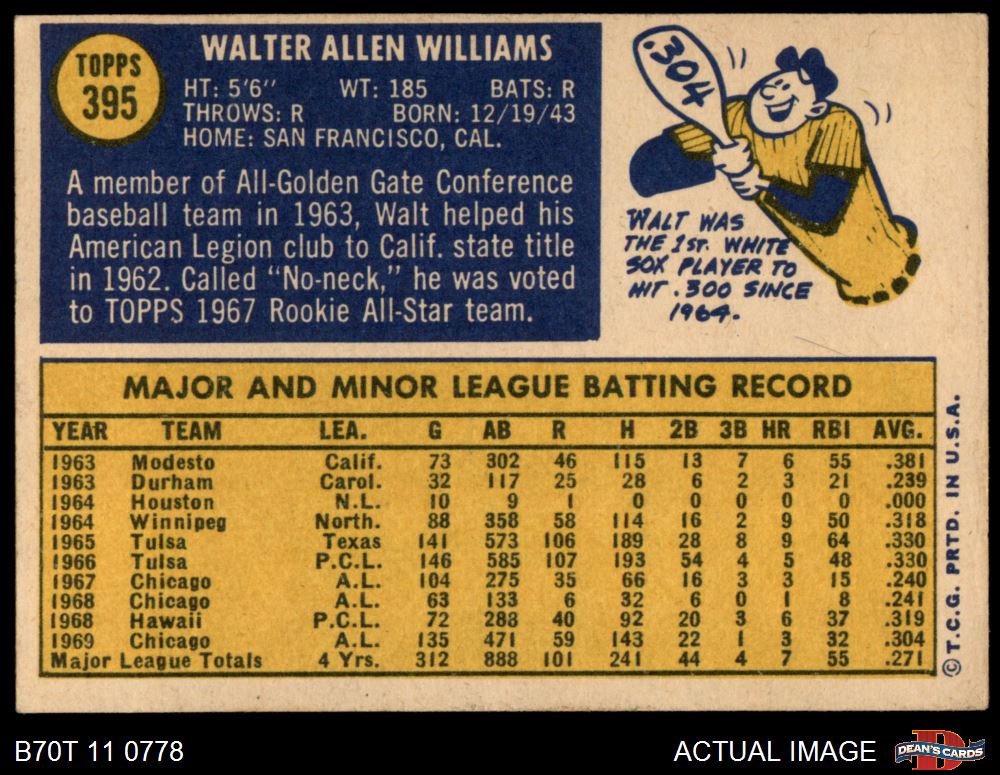 TOPPS
395
WALTER ALLEN WILLIAMS
HT: 5'6" WT: 185 BATS: R
THROWS: R BORN: 12/19/43
HOME: SAN FRANCISCO, CAL.
A member of All-Golden Gate Conference
baseball team in 1963, Walt helped his
American Legion club to Calif. state title
in 1962. Called "No-neck," he was voted
to TOPPS 1967 Rookie All-Star team.
.304
WALT WAS
THE 1ST. WHITE
SOX PLAYER TO
HIT .300 SINCE
1964.
MAJOR AND MINOR LEAGUE BATTING RECORD
YEAR TEAM LEA. G AB R H 2B 3B HR RBI AVG.
1963 Modesto Calif. 73 302 46 115 13 7 6 55 .381
1963 Durham Carol. 32 117 25 28 6 2 3 21 .239
1964 Houston N.L. 10 9 1 0 0 0 0 0 .000
1964 Winnipeg North. 88 358 58 114 16 2 9 50 .318
1965 Tulsa Texas 141 573 106 189 28 8 9 64 .330
1966 Tulsa P.C.L. 146 585 107 193 54 4 5 48 .330
1967 Chicago A.L. 104 275 35 66 16 3 3 15 .240
1968 Chicago A.L. 63 133 6 32 6 0 1 8 .241
1968 Hawaii P.C.L. 72 288 40 92 20 3 6 37 .319
1969 Chicago A.L. 135 471 59 143 22 1 3 32 .304
Major League Totals 4 Yrs. 312 888 101 241 44 4 7 55 .271
© T.C.G. PRTD. IN U.S.A.
B70T 11 0778
ACTUAL IMAGE
DEAN'S CARDS